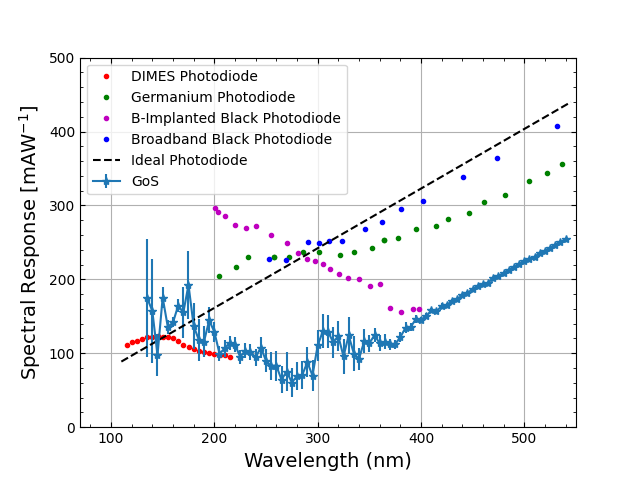 500
400
300
200
100
0
Spectral Response [mAW⁻¹]
DIMES Photodiode
Germanium Photodiode
B-Implanted Black Photodiode
Broadband Black Photodiode
Ideal Photodiode
GoS
100 200 300 400 500
Wavelength (nm)